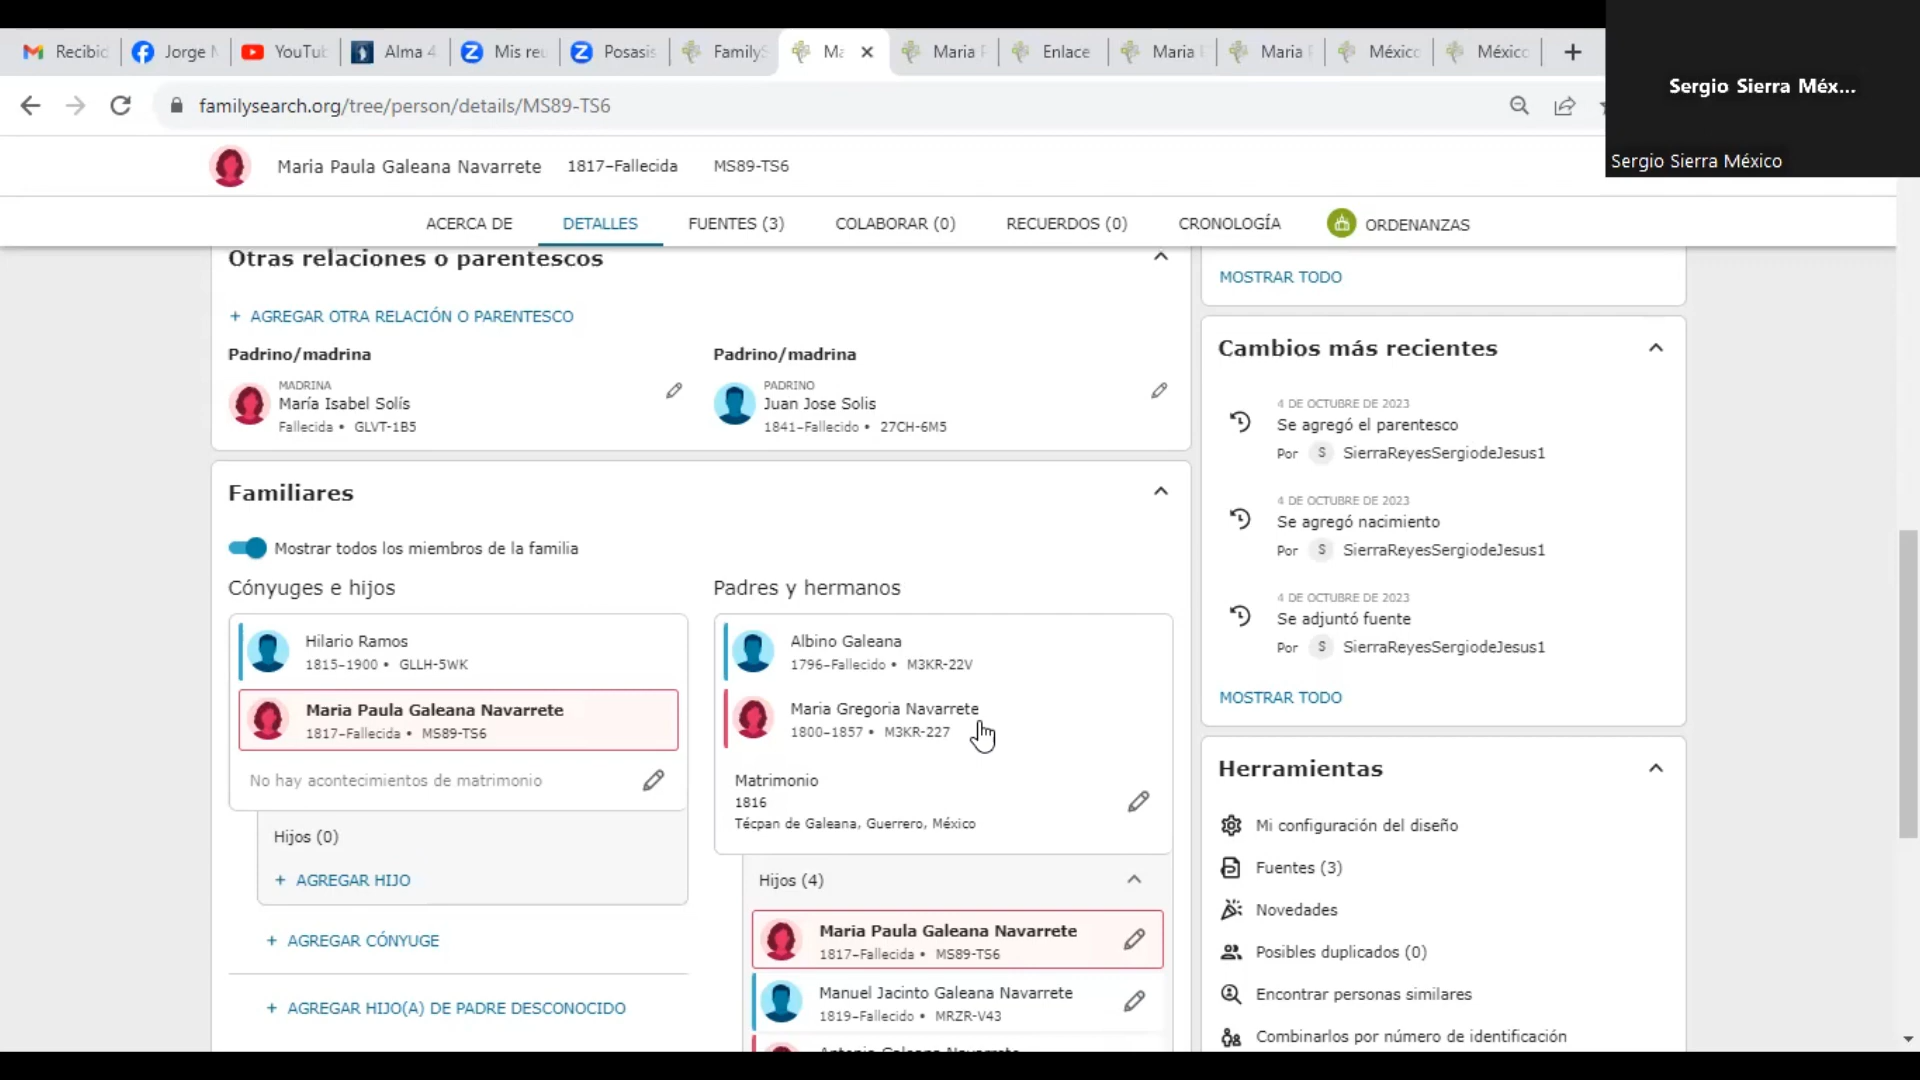 Recibid
Jorge M
YouTub
Alma 4
Mis reu
Posasis
FamilyS
Ma
Maria P
Enlace
Maria
Maria
México
México
familysearch.org/tree/person/details/MS89-TS6
Sergio Sierra Méx...
Sergio Sierra México
Maria Paula Galeana Navarrete 1817–Fallecida MS89-TS6
ACERCA DE
DETALLES
FUENTES (3)
COLABORAR (0)
RECUERDOS (0)
CRONOLOGÍA
ORDENANZAS
Otras relaciones o parentescos
+ AGREGAR OTRA RELACIÓN O PARENTESCO
Padrino/madrina
MADRINA
María Isabel Solís
Fallecida • GLVT-1B5
Padrino/madrina
PADRINO
Juan Jose Solis
1841–Fallecido • 27CH-6M5
Familiares
Mostrar todos los miembros de la familia
Cónyuges e hijos
Hilario Ramos
1815–1900 • GLLH-5WK
Maria Paula Galeana Navarrete
1817–Fallecida • MS89-TS6
No hay acontecimientos de matrimonio
Hijos (0)
+ AGREGAR HIJO
+ AGREGAR CÓNYUGE
+ AGREGAR HIJO(A) DE PADRE DESCONOCIDO
Padres y hermanos
Albino Galeana
1796–Fallecido • M3KR-22V
Maria Gregoria Navarrete
1800–1857 • M3KR-227
Matrimonio
1816
Técpan de Galeana, Guerrero, México
Hijos (4)
Maria Paula Galeana Navarrete
1817–Fallecida • MS89-TS6
Manuel Jacinto Galeana Navarrete
1819–Fallecido • MRZR-V43
Antonia Galeana Navarrete
MOSTRAR TODO
Cambios más recientes
4 DE OCTUBRE DE 2023
Se agregó el parentesco
Por S SierraReyesSergiodeJesus1
4 DE OCTUBRE DE 2023
Se agregó nacimiento
Por S SierraReyesSergiodeJesus1
4 DE OCTUBRE DE 2023
Se adjuntó fuente
Por S SierraReyesSergiodeJesus1
MOSTRAR TODO
Herramientas
Mi configuración del diseño
Fuentes (3)
Novedades
Posibles duplicados (0)
Encontrar personas similares
Combinarlos por número de identificación